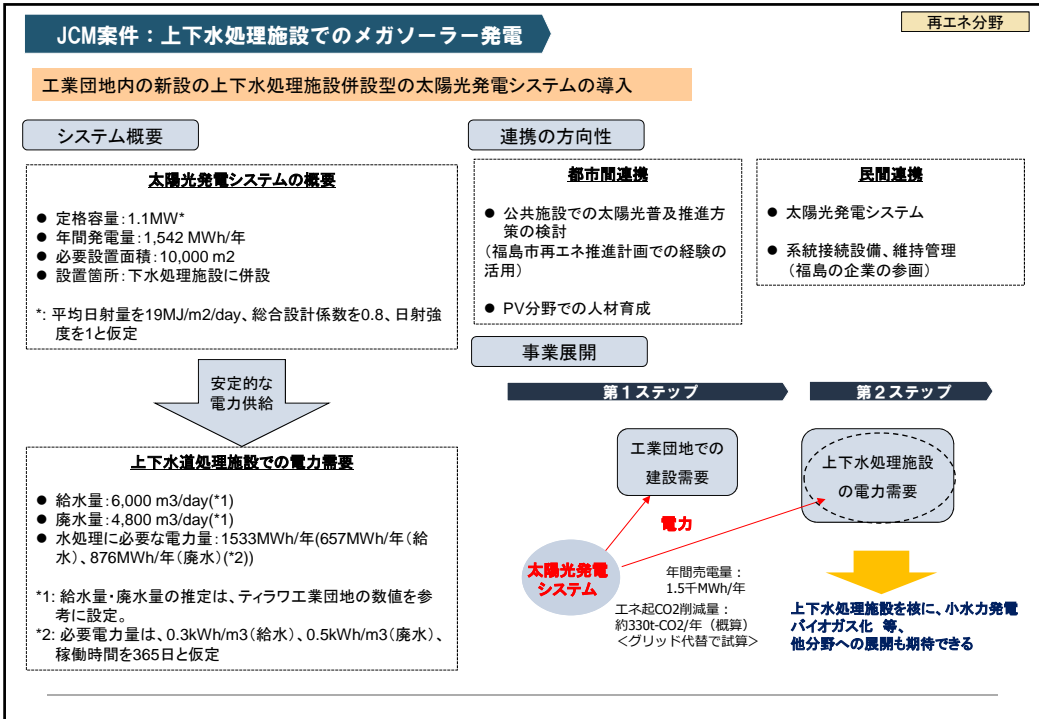 JCM案件：上下水処理施設でのメガソーラー発電
再エネ分野
工業団地内の新設の上下水処理施設併設型の太陽光発電システムの導入
システム概要
太陽光発電システムの概要
● 定格容量：1.1MW*
● 年間発電量：1,542 MWh/年
● 必要設置面積：10,000 m2
● 設置箇所：下水処理施設に併設
*: 平均日射量を19MJ/m2/day、総合設計係数を0.8、日射強
度を1と仮定
安定的な
電力供給
上下水道処理施設での電力需要
● 給水量：6,000 m3/day(*1)
● 廃水量：4,800 m3/day(*1)
● 水処理に必要な電力量：1533MWh/年(657MWh/年（給
水）、876MWh/年（廃水）(*2))
*1: 給水量・廃水量の推定は、ティラワ工業団地の数値を参
考に設定。
*2: 必要電力量は、0.3kWh/m3（給水）、0.5kWh/m3（廃水）、
稼働時間を365日と仮定
連携の方向性
都市間連携
● 公共施設での太陽光普及推進方
策の検討
（福島市再エネ推進計画での経験の
活用）
● PV分野での人材育成
民間連携
● 太陽光発電システム
● 系統接続設備、維持管理
（福島の企業の参画）
事業展開
第１ステップ
第２ステップ
工業団地での
建設需要
上下水処理施設
の電力需要
電力
太陽光発電
システム
年間売電量：
1.5千MWh/年
エネ起CO2削減量：
約330t-CO2/年（概算）
＜グリッド代替で試算＞
上下水処理施設を核に、小水力発電
バイオガス化 等、
他分野への展開も期待できる